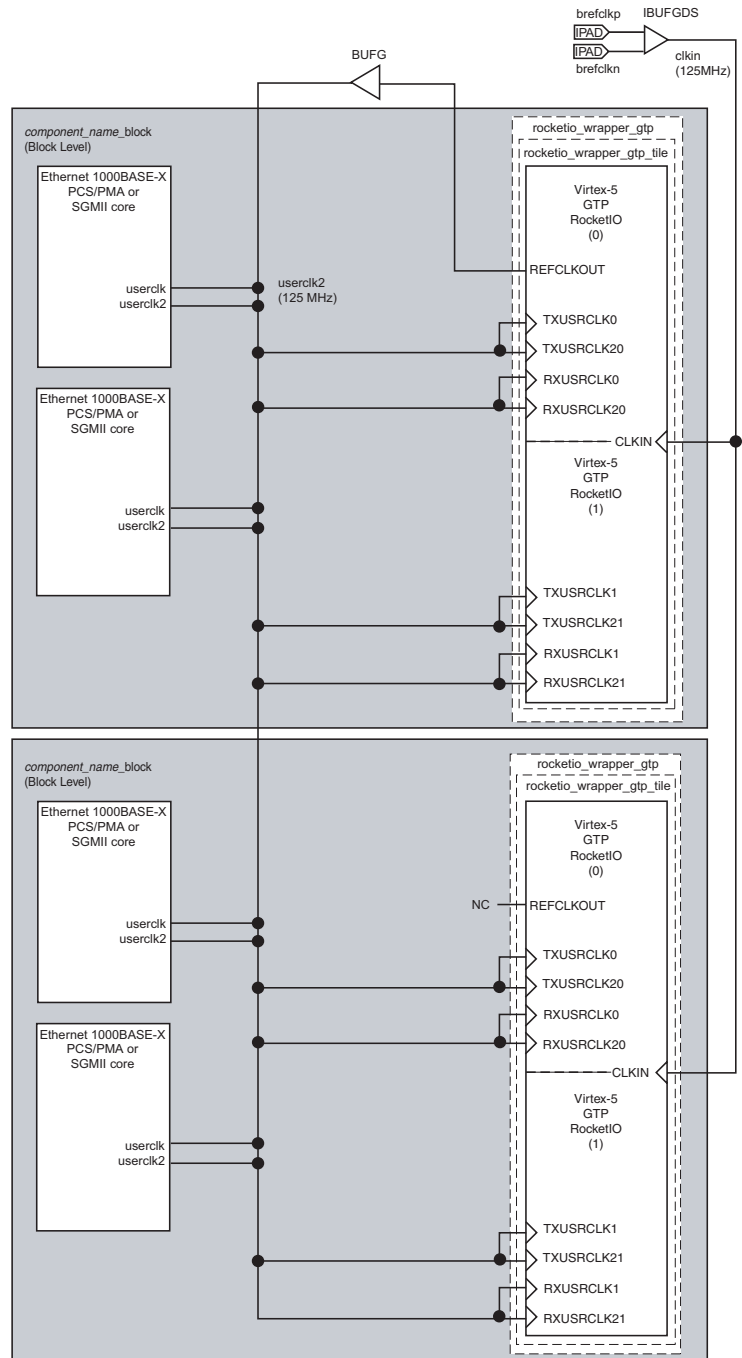 brefclkp
IBUFGDS
IPAD
IPAD
brefclkn
clkin
(125MHz)
BUFG
component_name_block
(Block Level)
Ethernet 1000BASE-X
PCS/PMA or
SGMII core
userclk
userclk2
userclk2
(125 MHz)
rocketio_wrapper_gtp
rocketio_wrapper_gtp_tile
Virtex-5
GTP
RocketIO
(0)
REFCLKOUT
TXUSRCLK0
TXUSRCLK20
RXUSRCLK0
RXUSRCLK20
CLKIN
Ethernet 1000BASE-X
PCS/PMA or
SGMII core
userclk
userclk2
Virtex-5
GTP
RocketIO
(1)
TXUSRCLK1
TXUSRCLK21
RXUSRCLK1
RXUSRCLK21
component_name_block
(Block Level)
Ethernet 1000BASE-X
PCS/PMA or
SGMII core
userclk
userclk2
rocketio_wrapper_gtp
rocketio_wrapper_gtp_tile
Virtex-5
GTP
RocketIO
(0)
NC
REFCLKOUT
TXUSRCLK0
TXUSRCLK20
RXUSRCLK0
RXUSRCLK20
CLKIN
Ethernet 1000BASE-X
PCS/PMA or
SGMII core
userclk
userclk2
Virtex-5
GTP
RocketIO
(1)
TXUSRCLK1
TXUSRCLK21
RXUSRCLK1
RXUSRCLK21